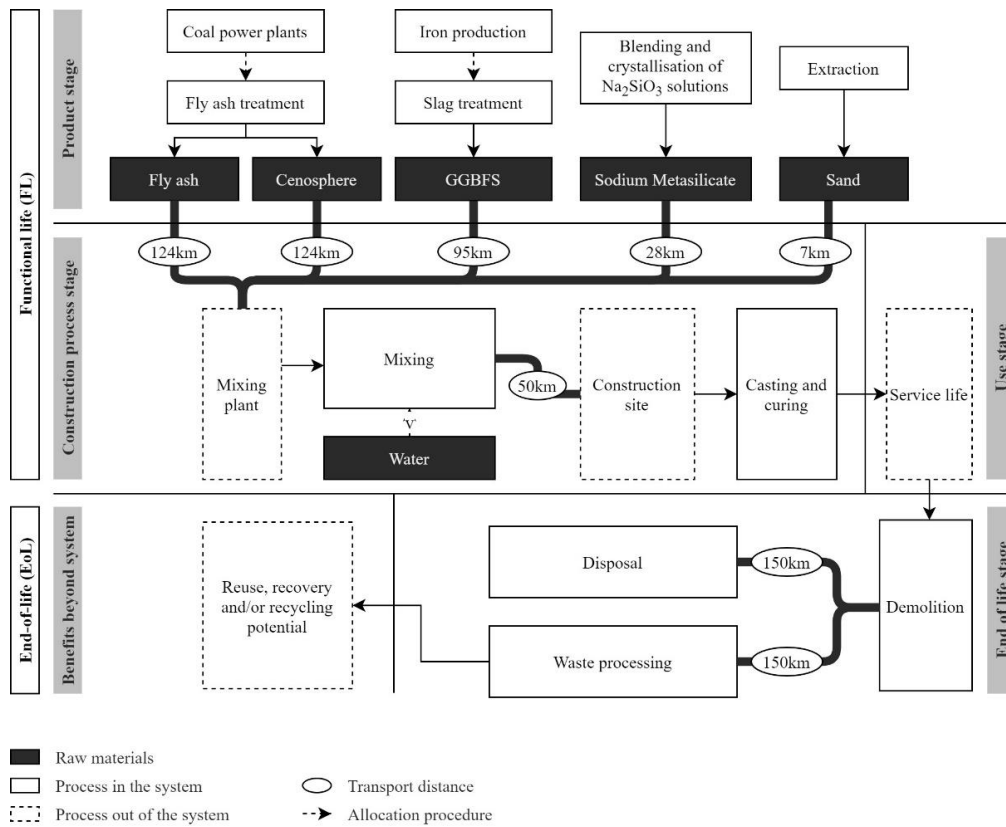 Functional life (FL)
Product stage
Coal power plants
Iron production
Blending and
crystallisation of
Na₂SiO₃ solutions
Extraction
Fly ash treatment
Slag treatment
Fly ash
Cenosphere
GGBFS
Sodium Metasilicate
Sand
Construction process stage
124km
124km
95km
28km
7km
Use stage
Mixing
plant
Mixing
50km
Construction
site
Casting and
curing
Service life
Water
End-of-life (EoL)
Benefits beyond system
Reuse, recovery
and/or recycling
potential
Disposal
150km
Demolition
Waste processing
150km
End of life stage
Raw materials
Process in the system
Transport distance
Process out of the system
Allocation procedure